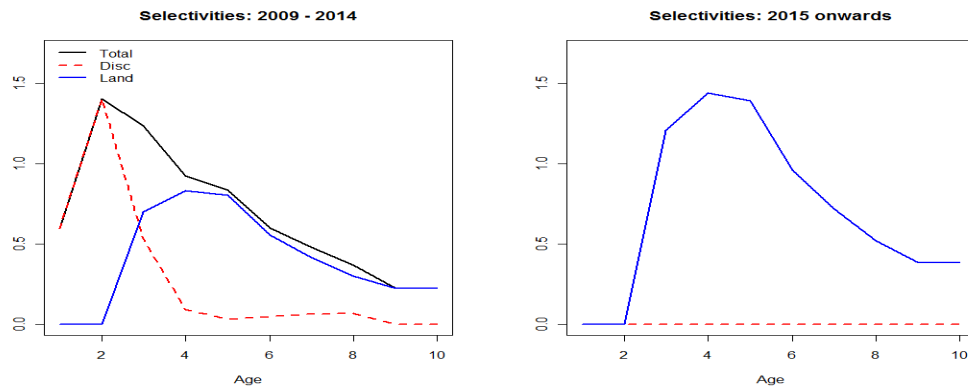 Selectivities: 2009 - 2014
Total
Disc
Land
1.5
1.0
0.5
0.0
2 4 6 8 10
Age
Selectivities: 2015 onwards
1.5
1.0
0.5
0.0
2 4 6 8 10
Age